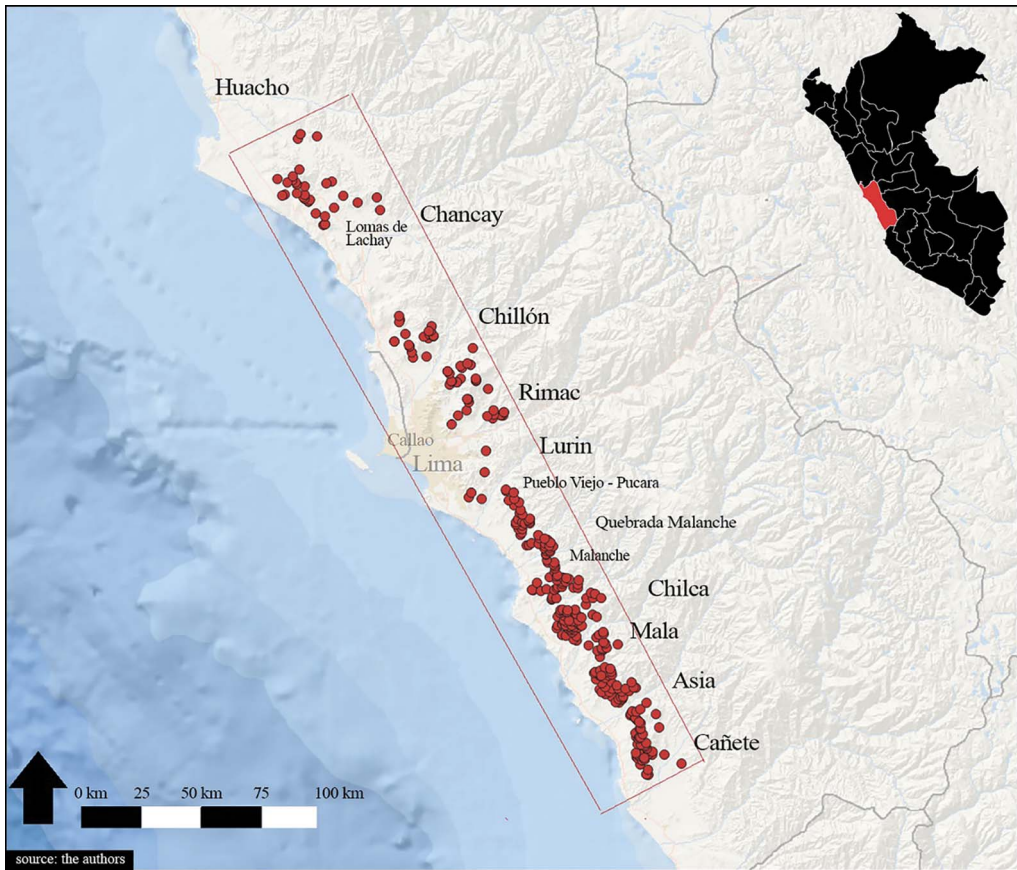 Huacho
Chancay
Lomas de
Lachay
Chillón
Rimac
Callao
Lima
Lurin
Pueblo Viejo - Pucara
Quebrada Malanche
Malanche
Chilca
Mala
Asia
Cañete
0 km 25 50 km 75 100 km
source: the authors